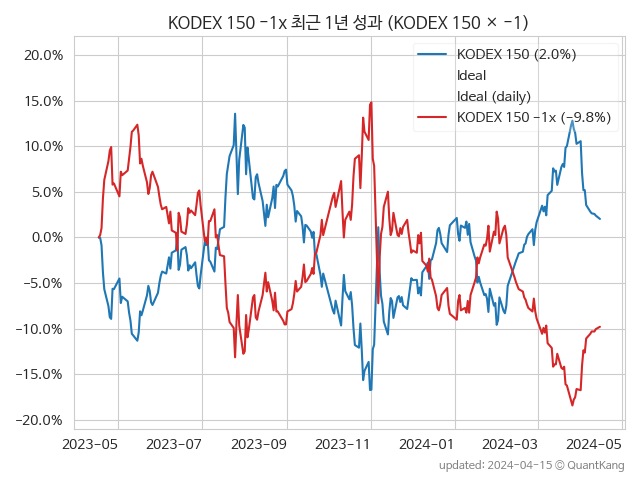 KODEX 150 −1x 최근 1년 성과 (KODEX 150 × −1)
20.0%
15.0%
10.0%
5.0%
0.0%
−5.0%
−10.0%
−15.0%
−20.0%
KODEX 150 (2.0%)
Ideal
Ideal (daily)
KODEX 150 −1x (−9.8%)
2023-05 2023-07 2023-09 2023-11 2024-01 2024-03 2024-05
updated: 2024-04-15 © QuantKang